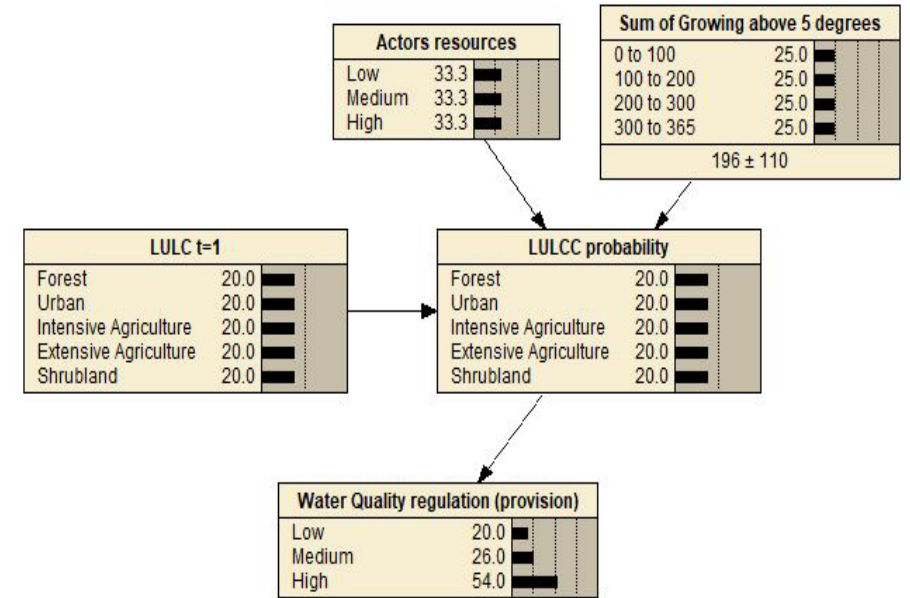 Actors resources
Low 33.3
Medium 33.3
High 33.3
Sum of Growing above 5 degrees
0 to 100 25.0
100 to 200 25.0
200 to 300 25.0
300 to 365 25.0
196 ± 110
LULC t=1
Forest 20.0
Urban 20.0
Intensive Agriculture 20.0
Extensive Agriculture 20.0
Shrubland 20.0
LULCC probability
Forest 20.0
Urban 20.0
Intensive Agriculture 20.0
Extensive Agriculture 20.0
Shrubland 20.0
Water Quality regulation (provision)
Low 20.0
Medium 26.0
High 54.0